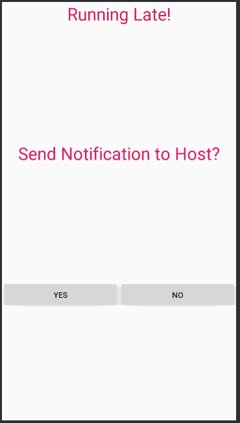 Running Late!
Send Notification to Host?
YES
NO